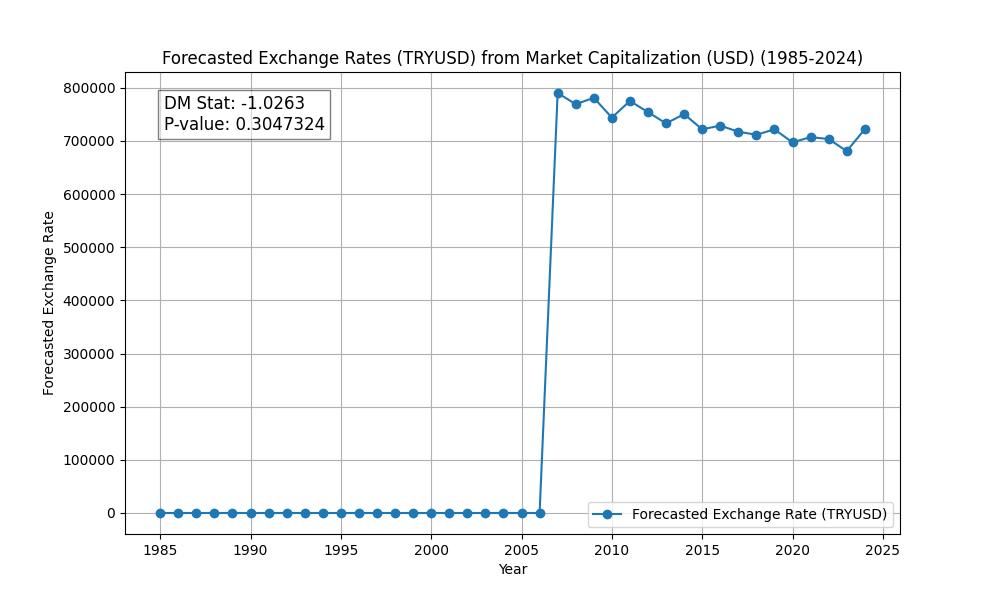 Forecasted Exchange Rates (TRYUSD) from Market Capitalization (USD) (1985-2024)
DM Stat: -1.0263
P-value: 0.3047324
800000
700000
600000
500000
400000
300000
200000
100000
0
Forecasted Exchange Rate
Forecasted Exchange Rate (TRYUSD)
1985 1990 1995 2000 2005 2010 2015 2020 2025
Year